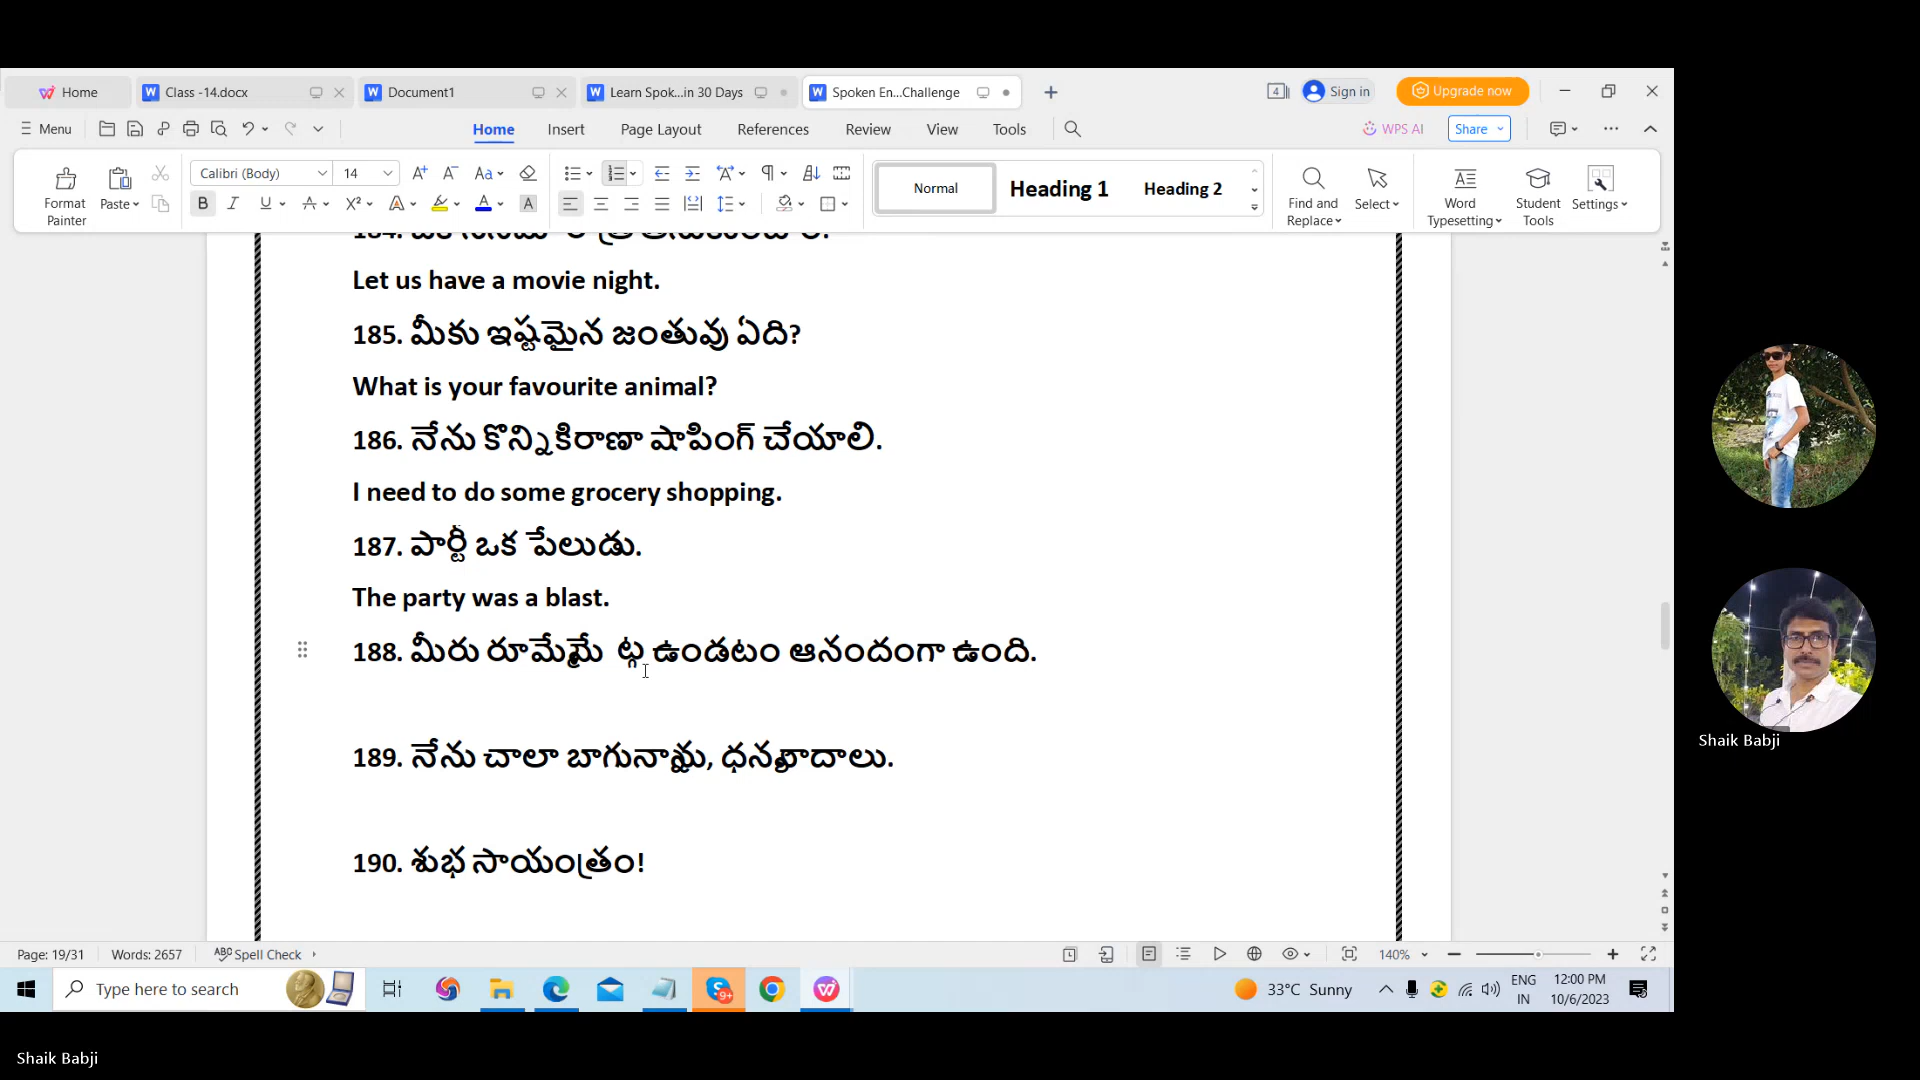 Home
Class -14.docx
Document1
Learn Spok...in 30 Days
Spoken En...Challenge
4
Sign in
Upgrade now
Menu
Home
Insert
Page Layout
References
Review
View
Tools
WPS AI
Share
Calibri (Body)
14
Format Painter
Paste
Normal
Heading 1
Heading 2
Find and Replace
Select
Word Typesetting
Student Tools
Settings
Let us have a movie night.
185. మీకు ఇష్టమైన జంతువు ఏది?
What is your favourite animal?
186. నేను కొన్ని కిరాణా షాపింగ్ చేయాలి.
I need to do some grocery shopping.
187. పార్టీ ఒక పేలుడు.
The party was a blast.
188. మీరు ఉండటం ఆనందంగా ఉంది.
189. నేను చాలా బాగున్నాను, ధన్యవాదాలు.
190. శుభ సాయంత్రం!
Page: 19/31
Words: 2657
Spell Check
140%
Type here to search
9+
33°C Sunny
ENG
IN
12:00 PM
10/6/2023
Shaik Babji
Shaik Babji